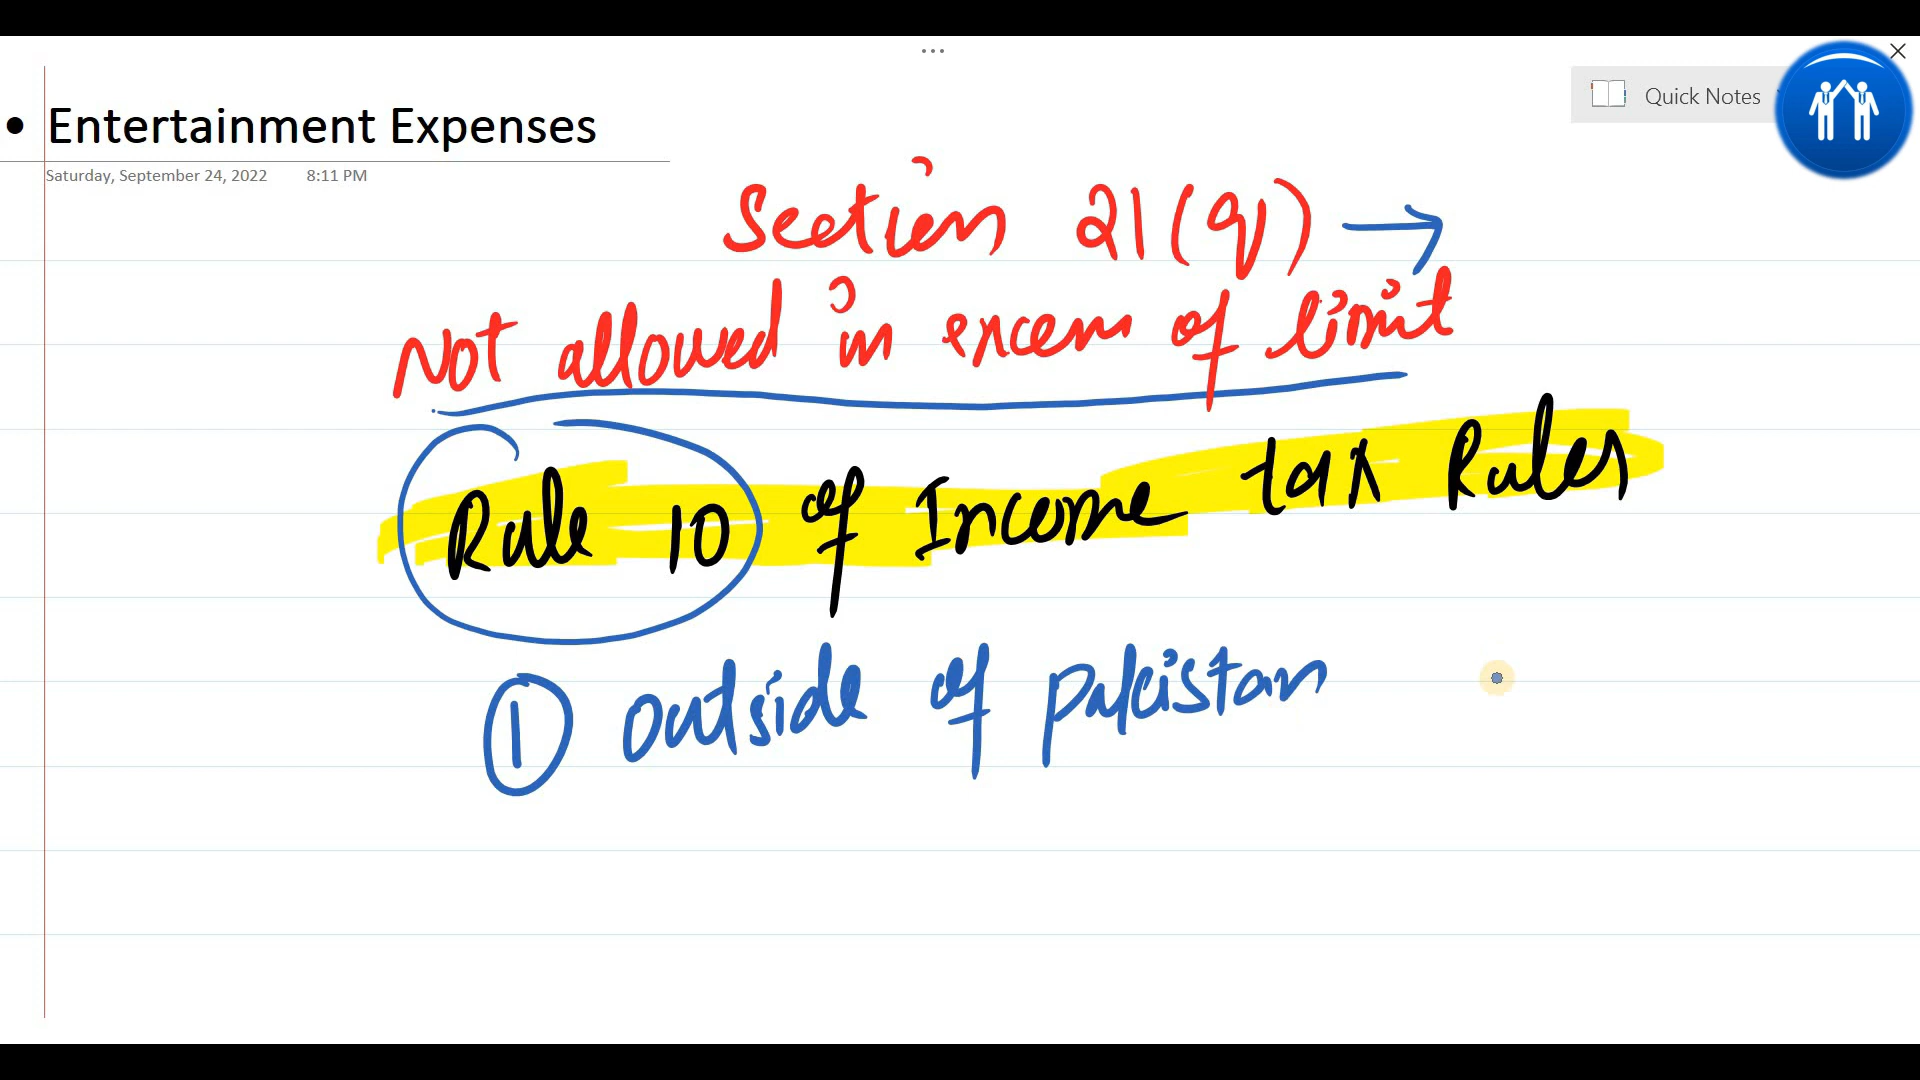 Quick Notes
• Entertainment Expenses
Saturday, September 24, 2022 8:11 PM
Section 21(q) →
Not allowed in excess of limit
Rule 10 of Income tax Rules
① outside of pakistan